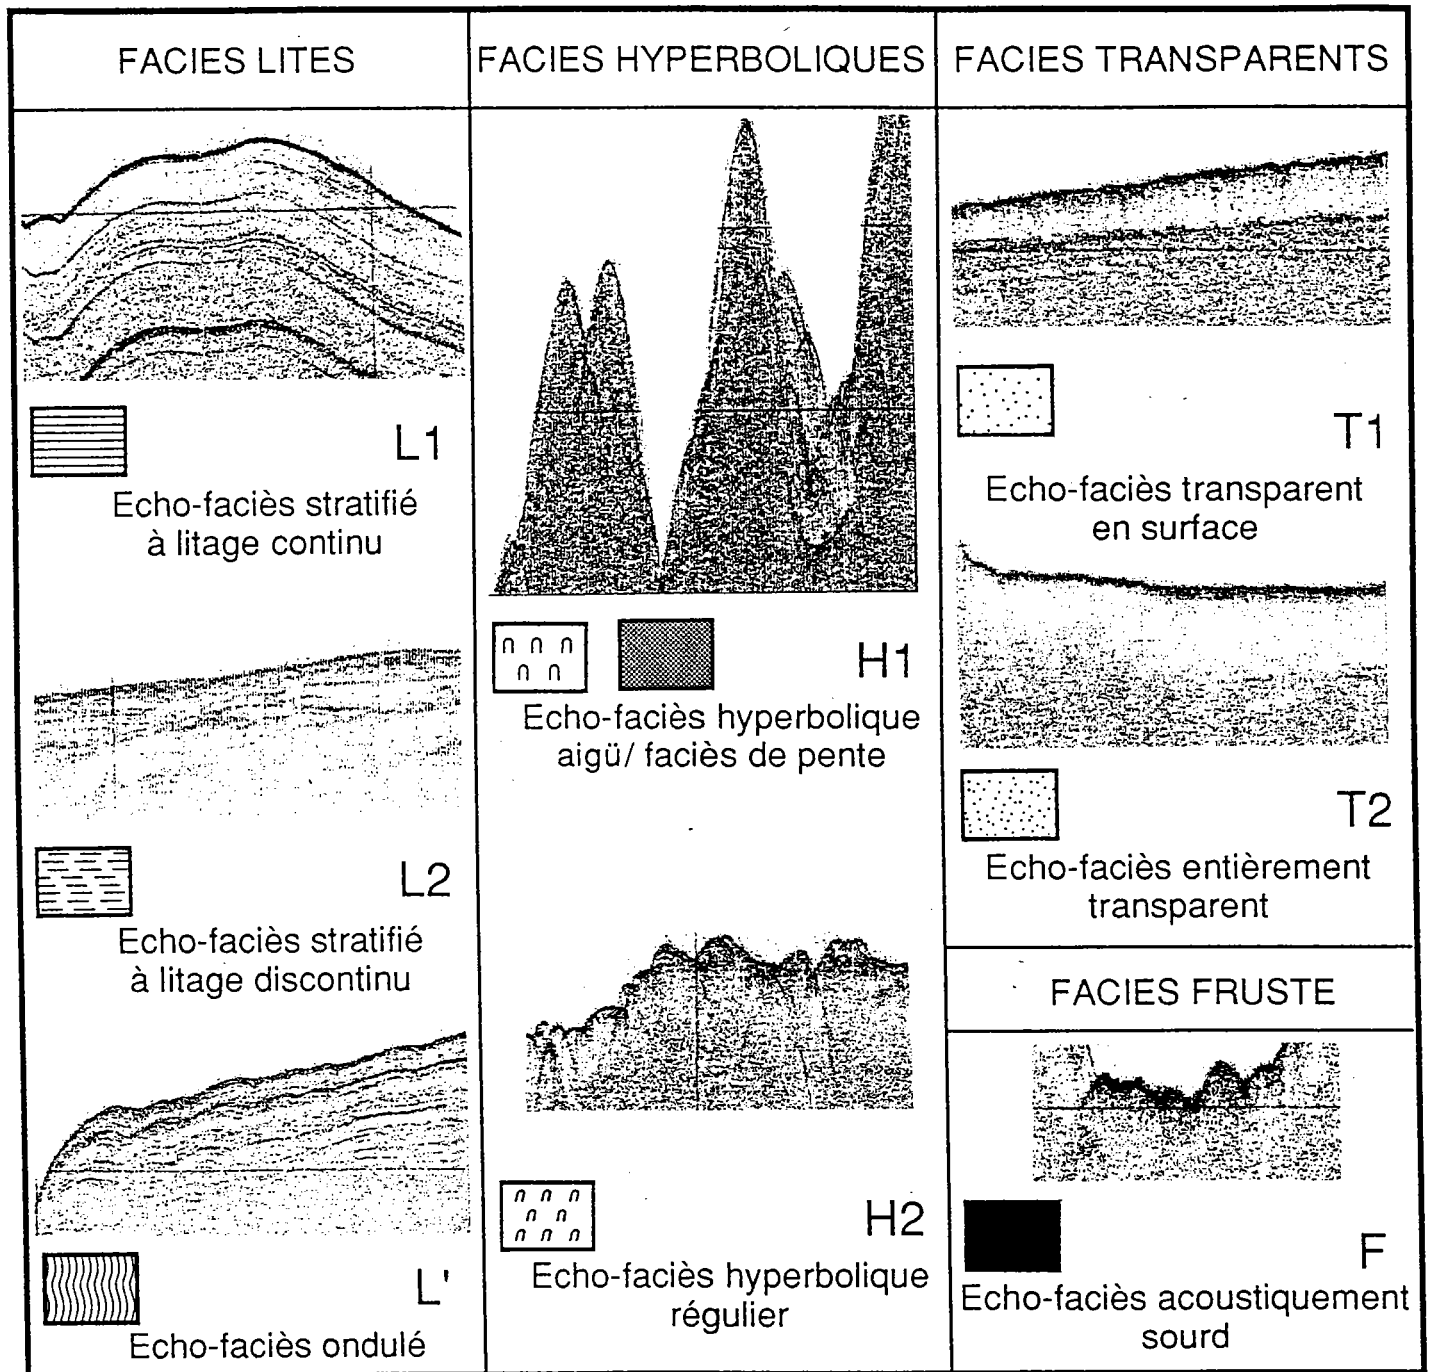 FACIES LITES
L1
Echo-faciès stratifié
à litage continu
L2
Echo-faciès stratifié
à litage discontinu
L'
Echo-faciès ondulé
FACIES HYPERBOLIQUES
H1
Echo-faciès hyperbolique
aigü/ faciès de pente
H2
Echo-faciès hyperbolique
régulier
FACIES TRANSPARENTS
T1
Echo-faciès transparent
en surface
T2
Echo-faciès entièrement
transparent
FACIES FRUSTE
F
Echo-faciès acoustiquement
sourd